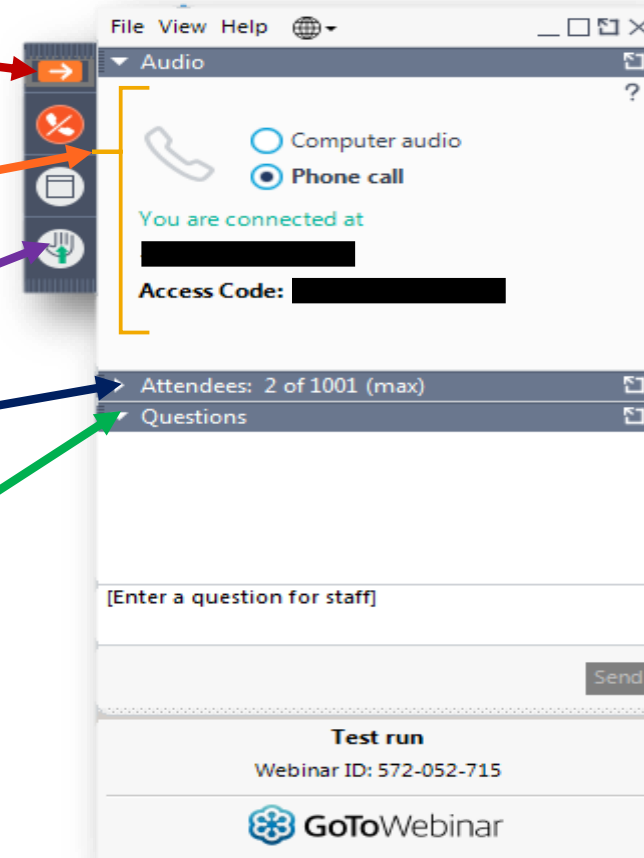 File View Help
Audio
?
Computer audio
Phone call
You are connected at
Access Code:
Attendees: 2 of 1001 (max)
Questions
[Enter a question for staff]
Send
Test run
Webinar ID: 572-052-715
GoToWebinar